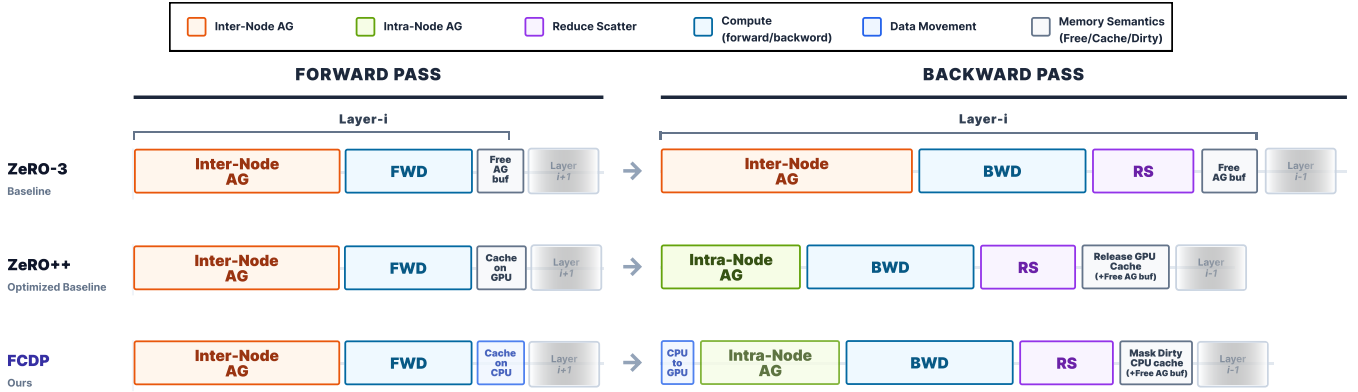 Inter-Node AG
Intra-Node AG
Reduce Scatter
Compute
(forward/backword)
Data Movement
Memory Semantics
(Free/Cache/Dirty)
FORWARD PASS
BACKWARD PASS
Layer-i
Layer-i
ZeRO-3
Baseline
Inter-Node
AG
FWD
Free
AG
buf
Layer
i+1
Inter-Node
AG
BWD
RS
Free
AG buf
Layer
i-1
ZeRO++
Optimized Baseline
Inter-Node
AG
FWD
Cache
on
GPU
Layer
i+1
Intra-Node
AG
BWD
RS
Release GPU
Cache
(+Free AG buf)
Layer
i-1
FCDP
Ours
Inter-Node
AG
FWD
Cache
on
CPU
Layer
i+1
CPU
to
GPU
Intra-Node
AG
BWD
RS
Mask Dirty
CPU cache
(+Free AG buf)
Layer
i-1